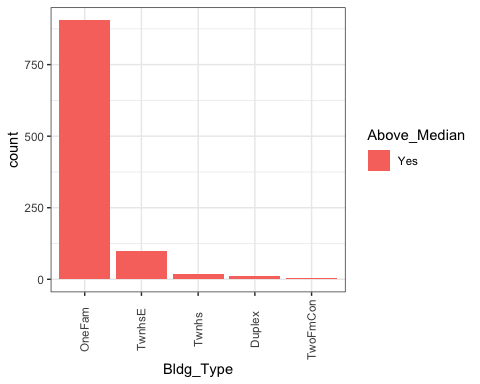 750
500
250
0
count
OneFam
TwnhsE
Twnhs
Duplex
TwoFmCon
Bldg_Type
Above_Median
Yes